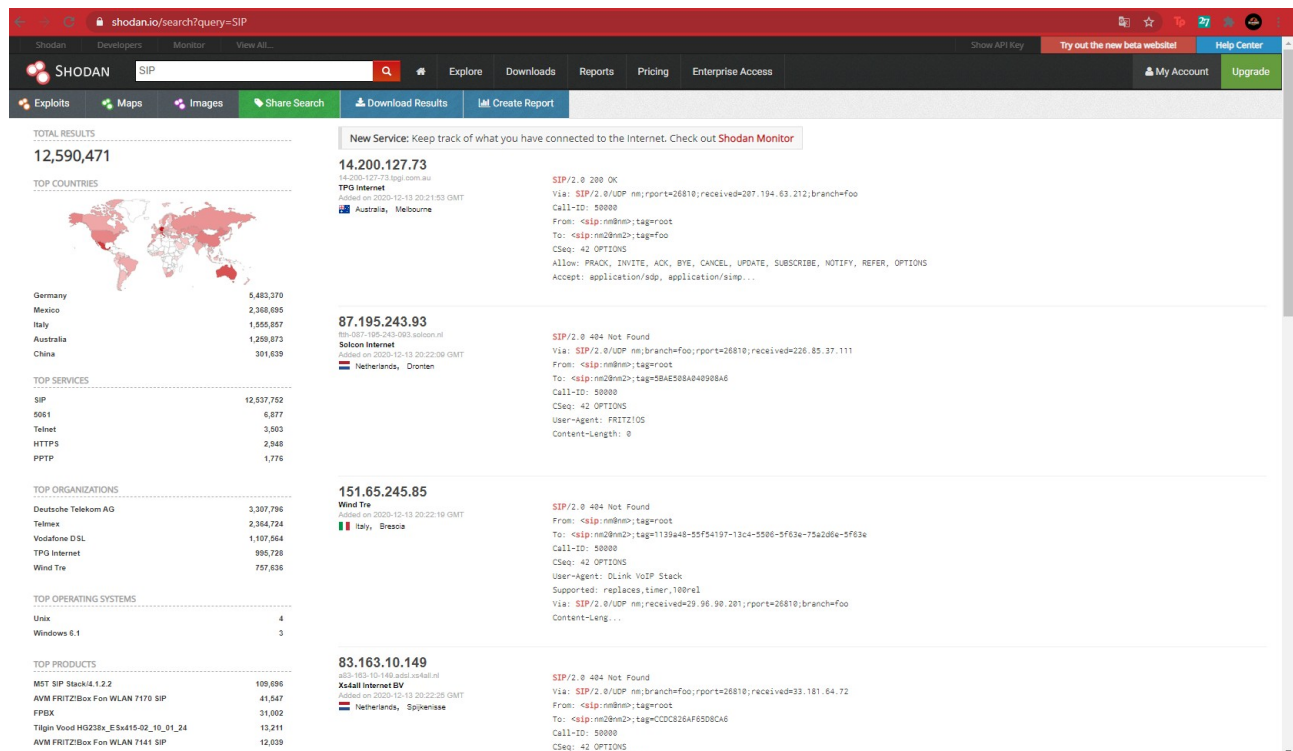 shodan.io/search?query=SIP
Shodan Developers Monitor View All... Show API Key Try out the new beta website! Help Center
SHODAN SIP Explore Downloads Reports Pricing Enterprise Access My Account Upgrade
Exploits Maps Images Share Search Download Results Create Report
TOTAL RESULTS
12,590,471
TOP COUNTRIES
Germany 5,483,370
Mexico 2,368,695
Italy 1,555,857
Australia 1,259,873
China 301,639
TOP SERVICES
SIP 12,537,752
5061 6,877
Telnet 3,503
HTTPS 2,948
PPTP 1,776
TOP ORGANIZATIONS
Deutsche Telekom AG 3,307,796
Telmex 2,364,724
Vodafone DSL 1,107,564
TPG Internet 995,728
Wind Tre 757,636
TOP OPERATING SYSTEMS
Unix 4
Windows 6.1 3
TOP PRODUCTS
M5T SIP Stack/4.1.2.2 109,696
AVM FRITZ!Box Fon WLAN 7170 SIP 41,547
FPBX 31,002
Tilgin Vood HG238x_ESx415-02_10_01_24 13,211
AVM FRITZ!Box Fon WLAN 7141 SIP 12,039
New Service: Keep track of what you have connected to the Internet. Check out Shodan Monitor
14.200.127.73
14-200-127-73.tpgi.com.au
TPG Internet
Added on 2020-12-13 20:21:53 GMT
Australia, Melbourne
SIP/2.0 200 OK
Via: SIP/2.0/UDP nm;rport=26810;received=207.194.63.212;branch=foo
Call-ID: 50000
From: <sip:nm@nm>;tag=root
To: <sip:nm2@nm2>;tag=foo
CSeq: 42 OPTIONS
Allow: PRACK, INVITE, ACK, BYE, CANCEL, UPDATE, SUBSCRIBE, NOTIFY, REFER, OPTIONS
Accept: application/sdp, application/simp...
87.195.243.93
ftth-087-195-243-093.solcon.nl
Solcon Internet
Added on 2020-12-13 20:22:09 GMT
Netherlands, Dronten
SIP/2.0 404 Not Found
Via: SIP/2.0/UDP nm;branch=foo;rport=26810;received=226.85.37.111
From: <sip:nm@nm>;tag=root
To: <sip:nm2@nm2>;tag=5BAE508A040908A6
Call-ID: 50000
CSeq: 42 OPTIONS
User-Agent: FRITZ!OS
Content-Length: 0
151.65.245.85
Wind Tre
Added on 2020-12-13 20:22:19 GMT
Italy, Brescia
SIP/2.0 404 Not Found
From: <sip:nm@nm>;tag=root
To: <sip:nm2@nm2>;tag=1139a48-55f54197-13c4-5506-5f63e-75a2d6e-5f63e
Call-ID: 50000
CSeq: 42 OPTIONS
User-Agent: DLink VoIP Stack
Supported: replaces,timer,100rel
Via: SIP/2.0/UDP nm;received=29.96.90.201;rport=26810;branch=foo
Content-Leng...
83.163.10.149
a83-163-10-149.adsl.xs4all.nl
Xs4all Internet BV
Added on 2020-12-13 20:22:25 GMT
Netherlands, Spijkenisse
SIP/2.0 404 Not Found
Via: SIP/2.0/UDP nm;branch=foo;rport=26810;received=33.181.64.72
From: <sip:nm@nm>;tag=root
To: <sip:nm2@nm2>;tag=CCDC826AF65D8CA6
Call-ID: 50000
CSeq: 42 OPTIONS